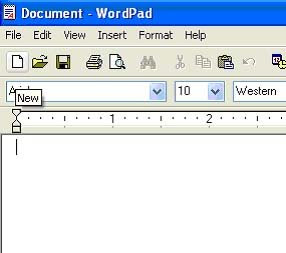 Document - WordPad
File Edit View Insert Format Help
10 Western
New
1 2